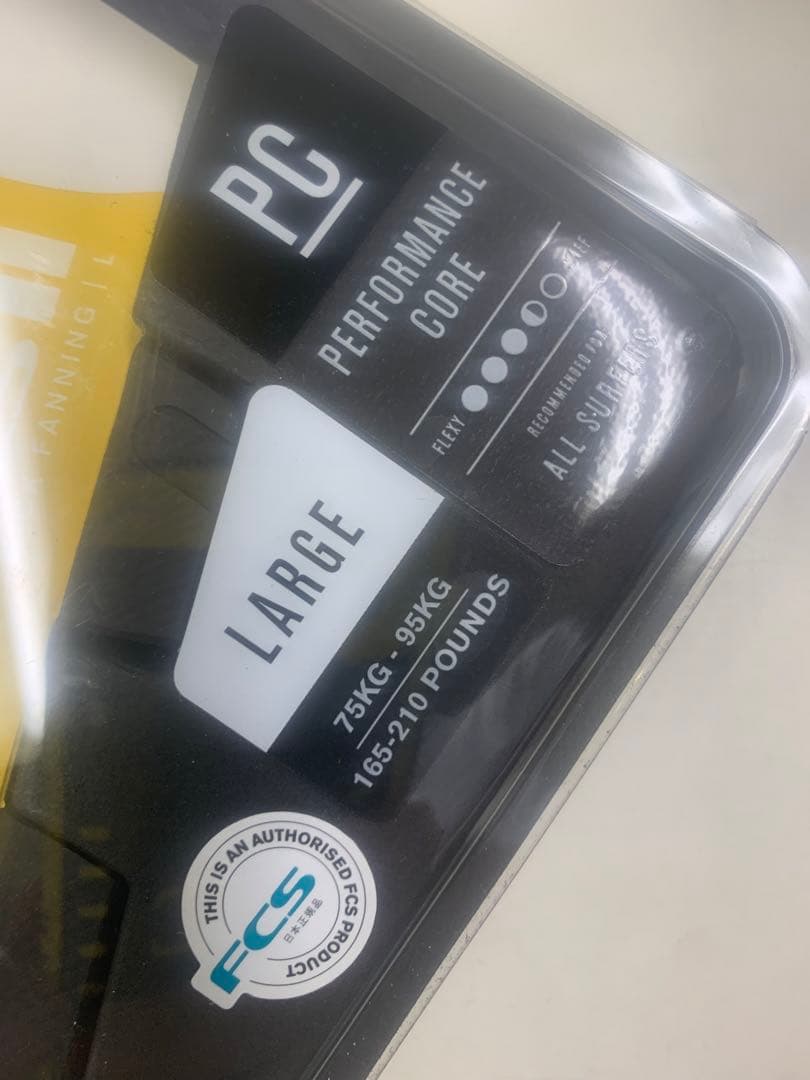 PC
PERFORMANCE
CORE
FLEXY
STIFF
RECOMMENDED FOR
ALL SURFERS
FANNING | L
LARGE
75KG - 95KG
165-210 POUNDS
THIS IS AN AUTHORISED FCS PRODUCT
FCS
日本正規品